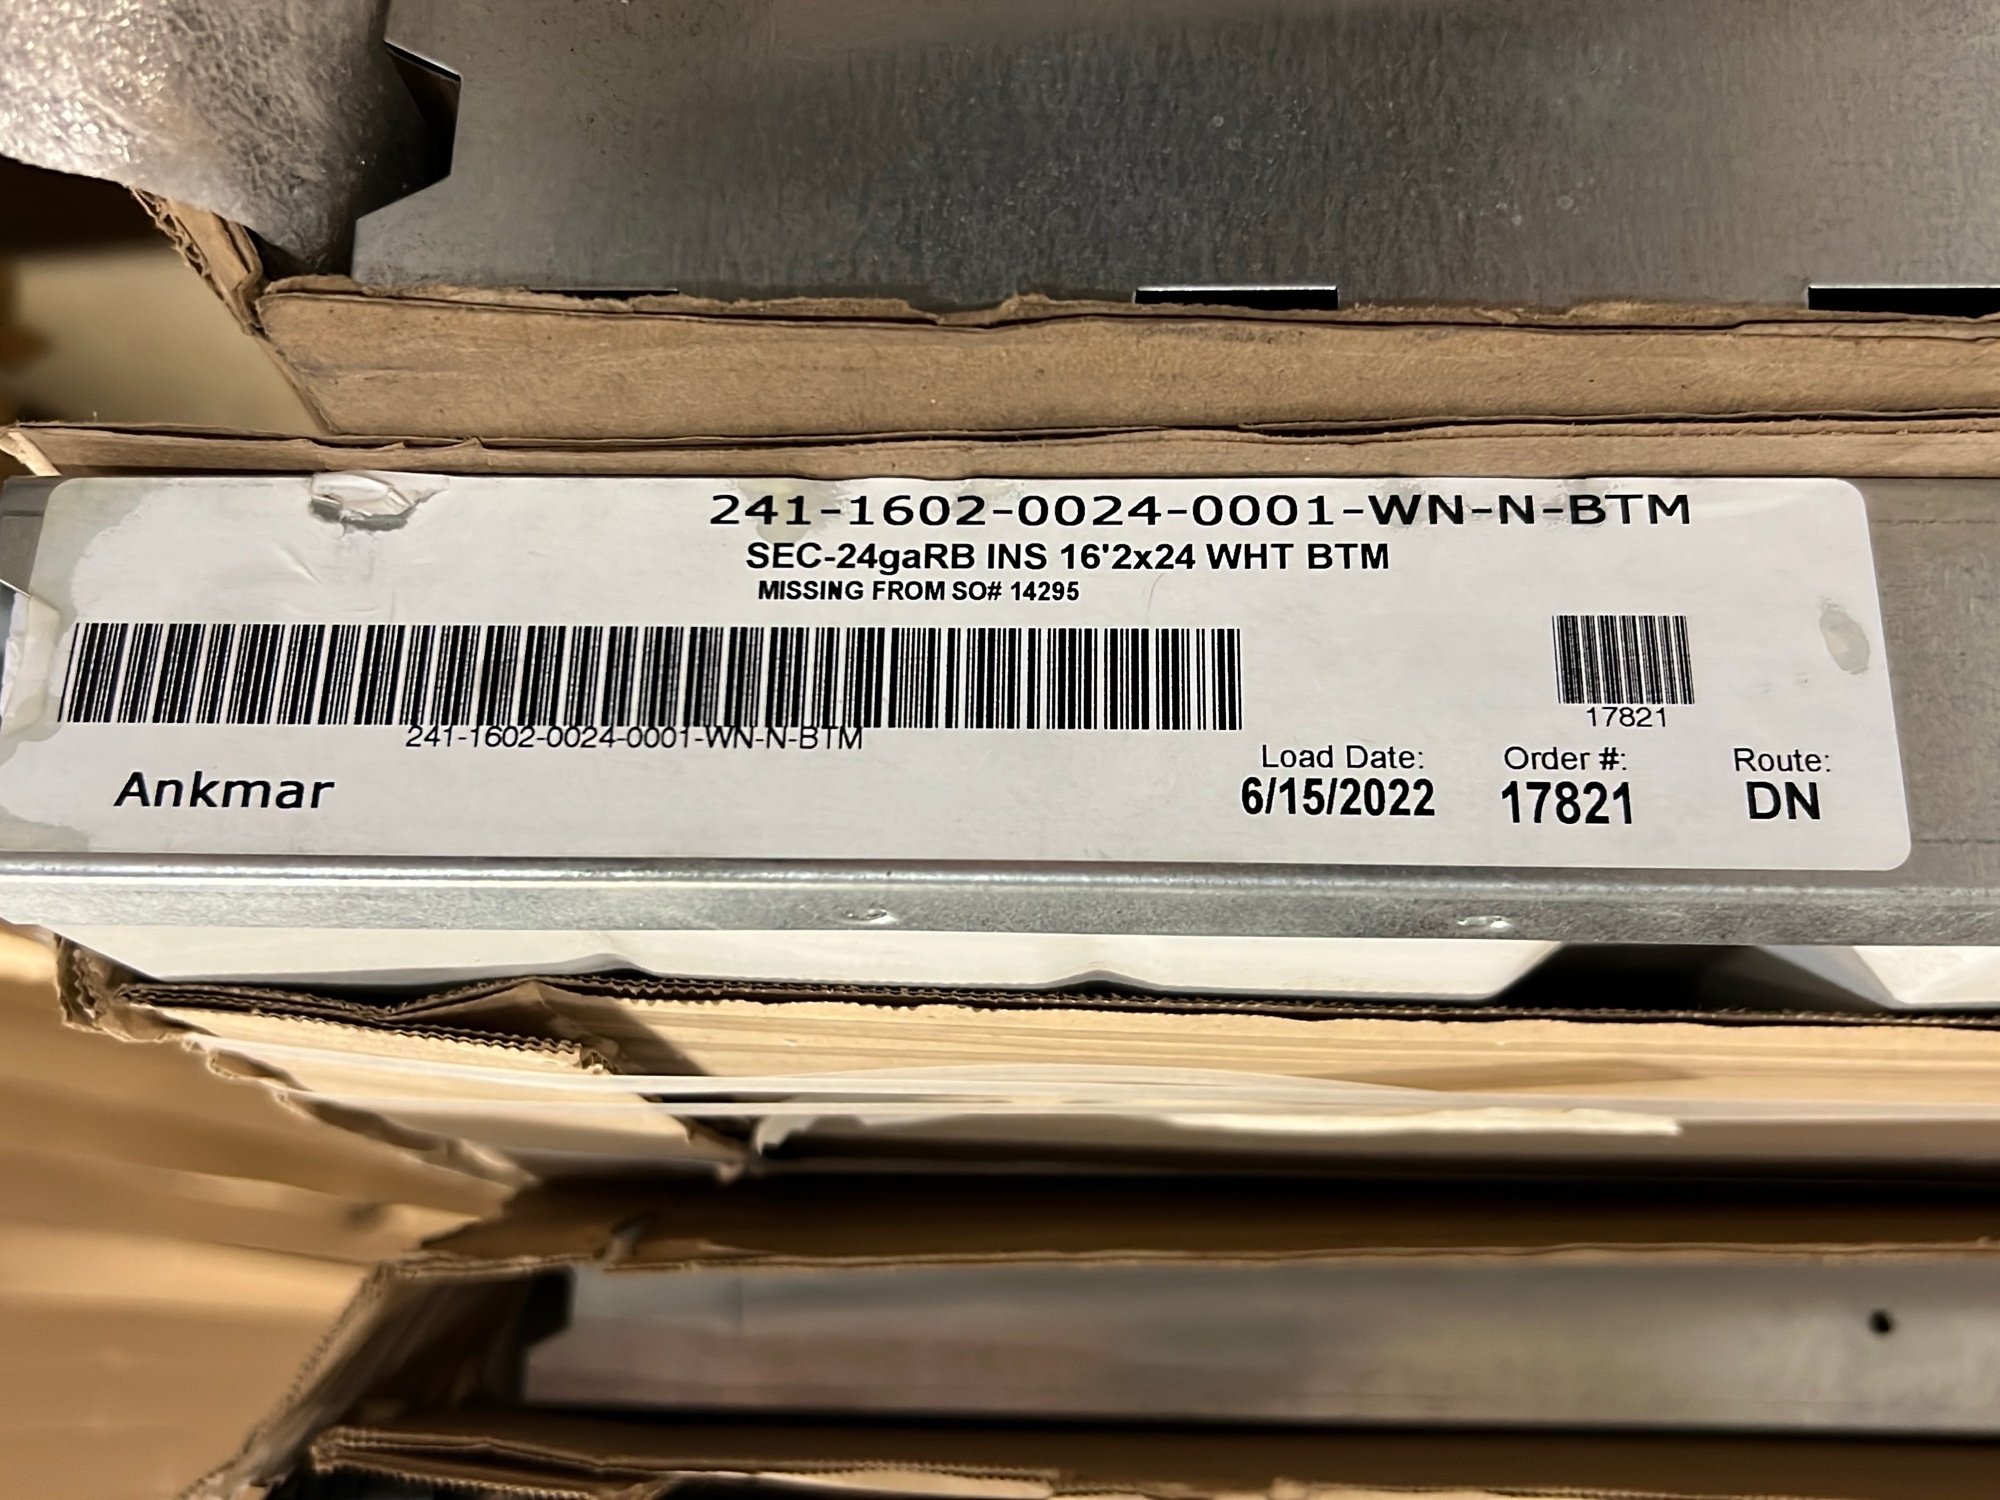 241-1602-0024-0001-WN-N-BTM
SEC-24gaRB INS 16'2x24 WHT BTM
MISSING FROM SO# 14295
241-1602-0024-0001-WN-N-BTM
17821
Ankmar
Load Date: Order #: Route:
6/15/2022 17821 DN